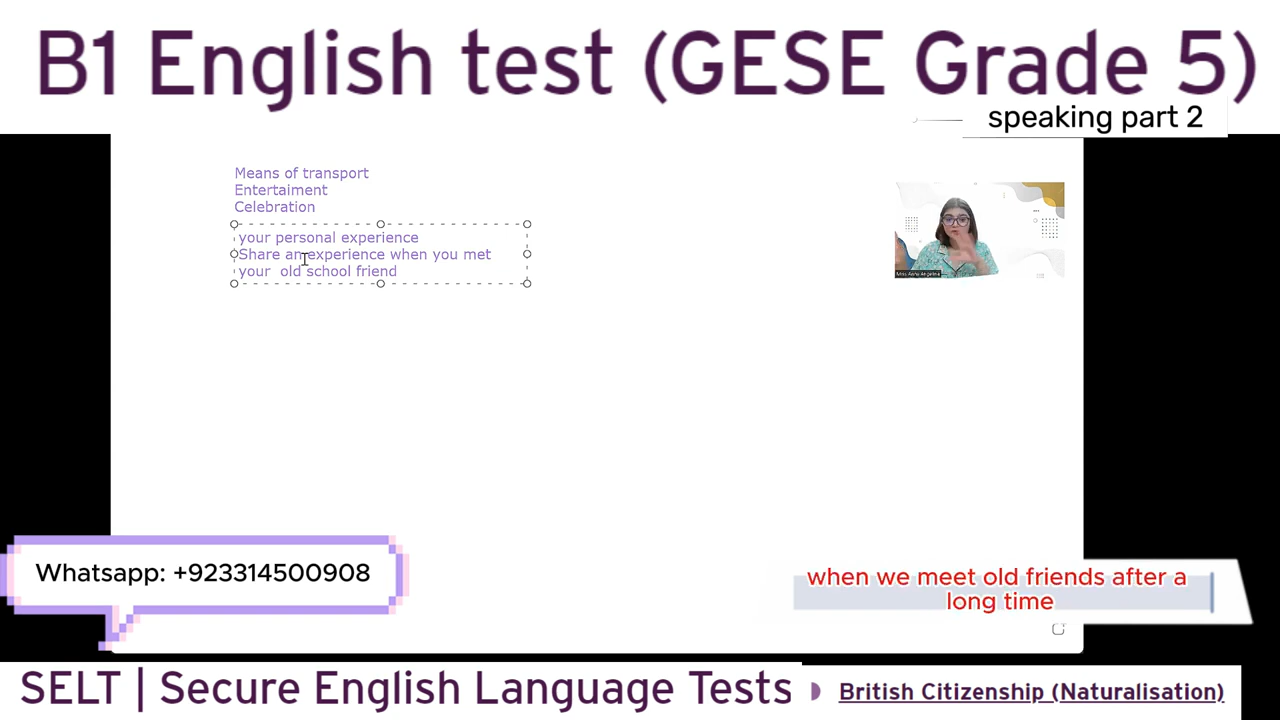 B1 English test (GESE Grade 5)
speaking part 2
Means of transport
Entertaiment
Celebration
your personal experience
Share an experience when you met
your old school friend
Whatsapp: +923314500908
when we meet old friends after a
long time
SELT | Secure English Language Tests
British Citizenship (Naturalisation)